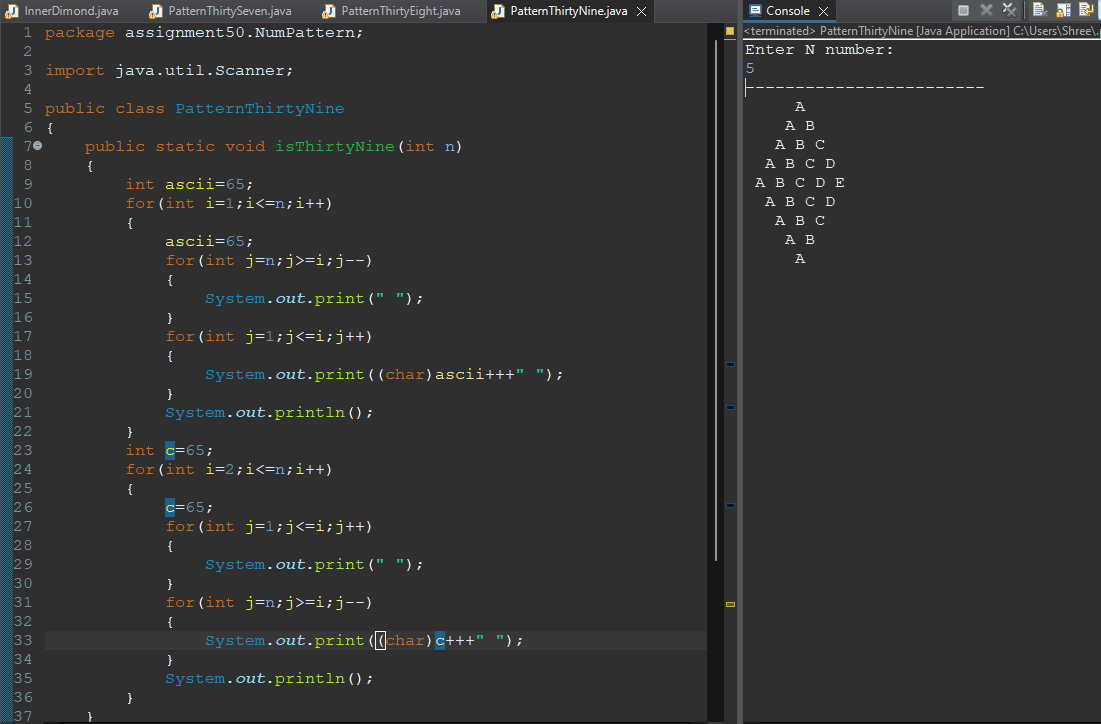 InnerDimond.java PatternThirtySeven.java PatternThirtyEight.java PatternThirtyNine.java
1 package assignment50.NumPattern;
2
3 import java.util.Scanner;
4
5 public class PatternThirtyNine
6 {
7 public static void isThirtyNine(int n)
8 {
9 int ascii=65;
10 for(int i=1;i<=n;i++)
11 {
12 ascii=65;
13 for(int j=n;j>=i;j--)
14 {
15 System.out.print(" ");
16 }
17 for(int j=1;j<=i;j++)
18 {
19 System.out.print((char)ascii+++" ");
20 }
21 System.out.println();
22 }
23 int c=65;
24 for(int i=2;i<=n;i++)
25 {
26 c=65;
27 for(int j=1;j<=i;j++)
28 {
29 System.out.print(" ");
30 }
31 for(int j=n;j>=i;j--)
32 {
33 System.out.print((char)c+++" ");
34 }
35 System.out.println();
36 }
37 }
Console
<terminated> PatternThirtyNine [Java Application] C:\Users\Shree\.
Enter N number:
5
------------------------
A
A B
A B C
A B C D
A B C D E
A B C D
A B C
A B
A